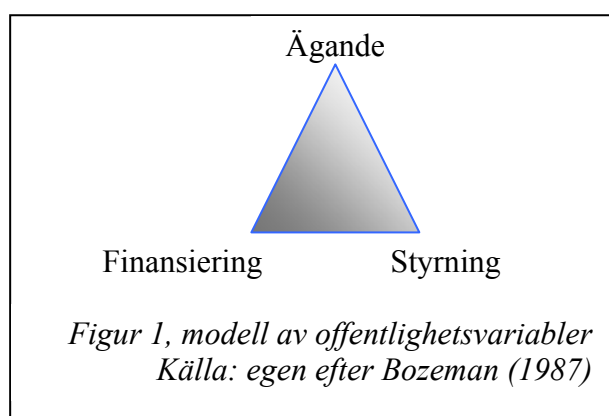 Ägande
Finansiering Styrning
Figur 1, modell av offentlighetsvariabler
Källa: egen efter Bozeman (1987)